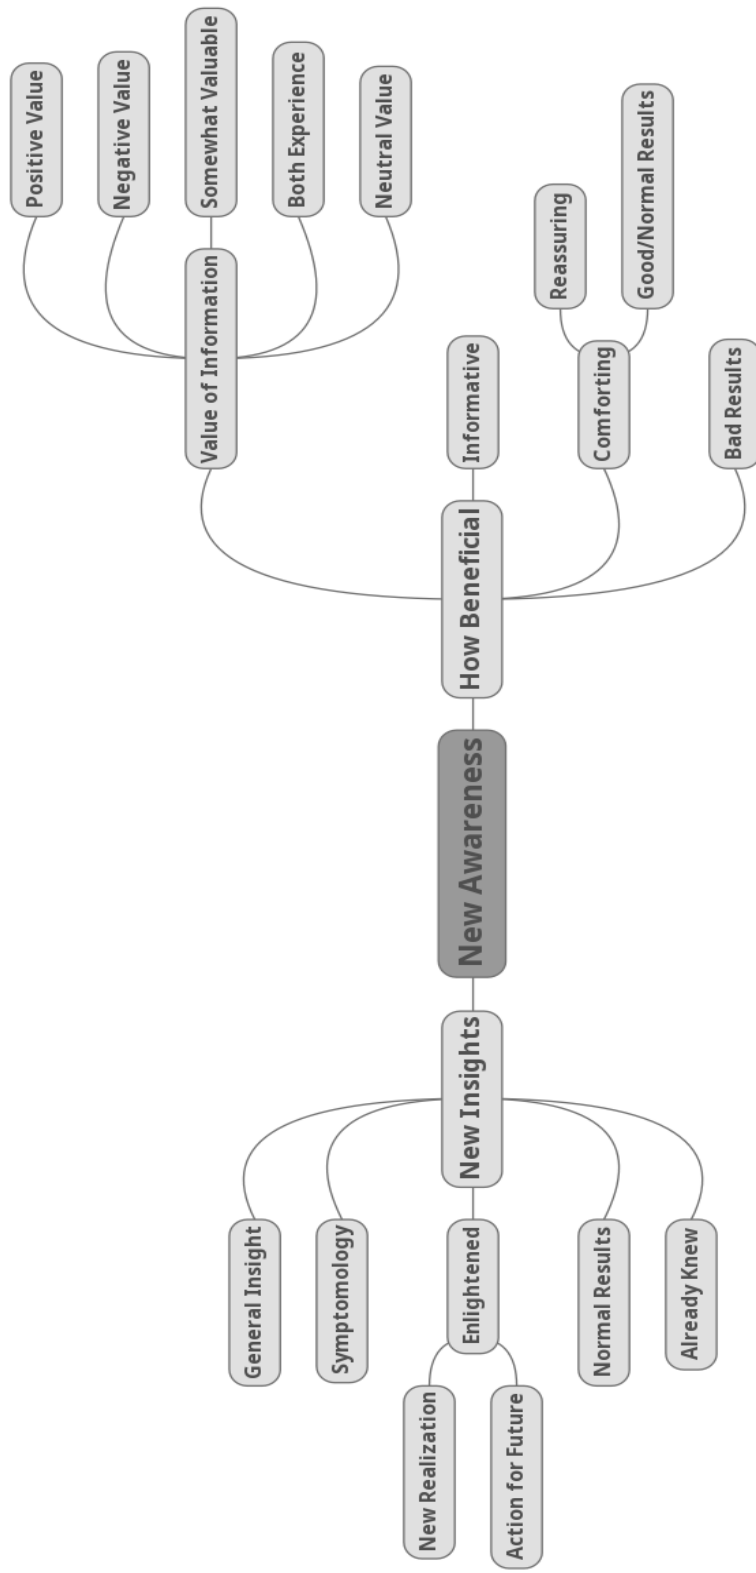 Positive Value
Negative Value
Somewhat Valuable
Both Experience
Neutral Value
Value of Information
Reassuring
Good/Normal Results
Informative
Comforting
Bad Results
How Beneficial
New Awareness
New Insights
General Insight
Symptomology
Enlightened
Normal Results
Already Knew
New Realization
Action for Future